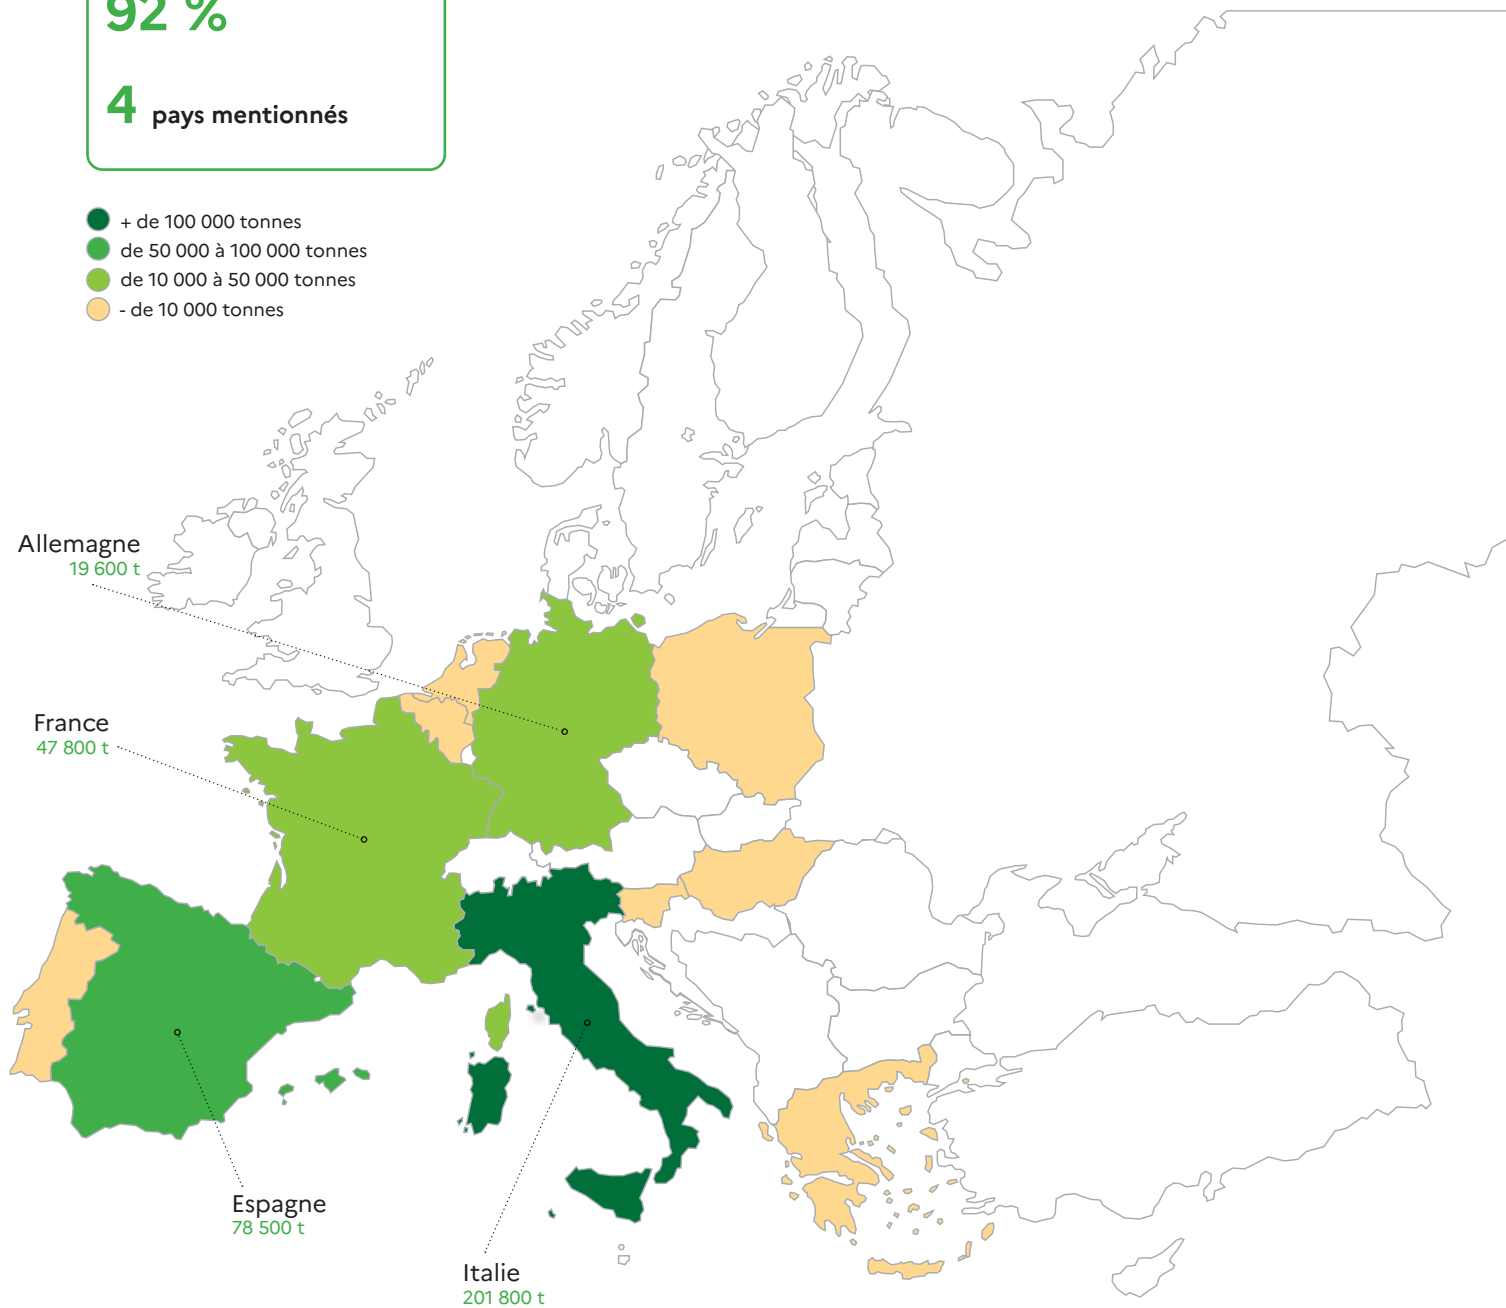 92 %
4 pays mentionnés
+ de 100 000 tonnes
de 50 000 à 100 000 tonnes
de 10 000 à 50 000 tonnes
- de 10 000 tonnes
Allemagne
19 600 t
France
47 800 t
Espagne
78 500 t
Italie
201 800 t